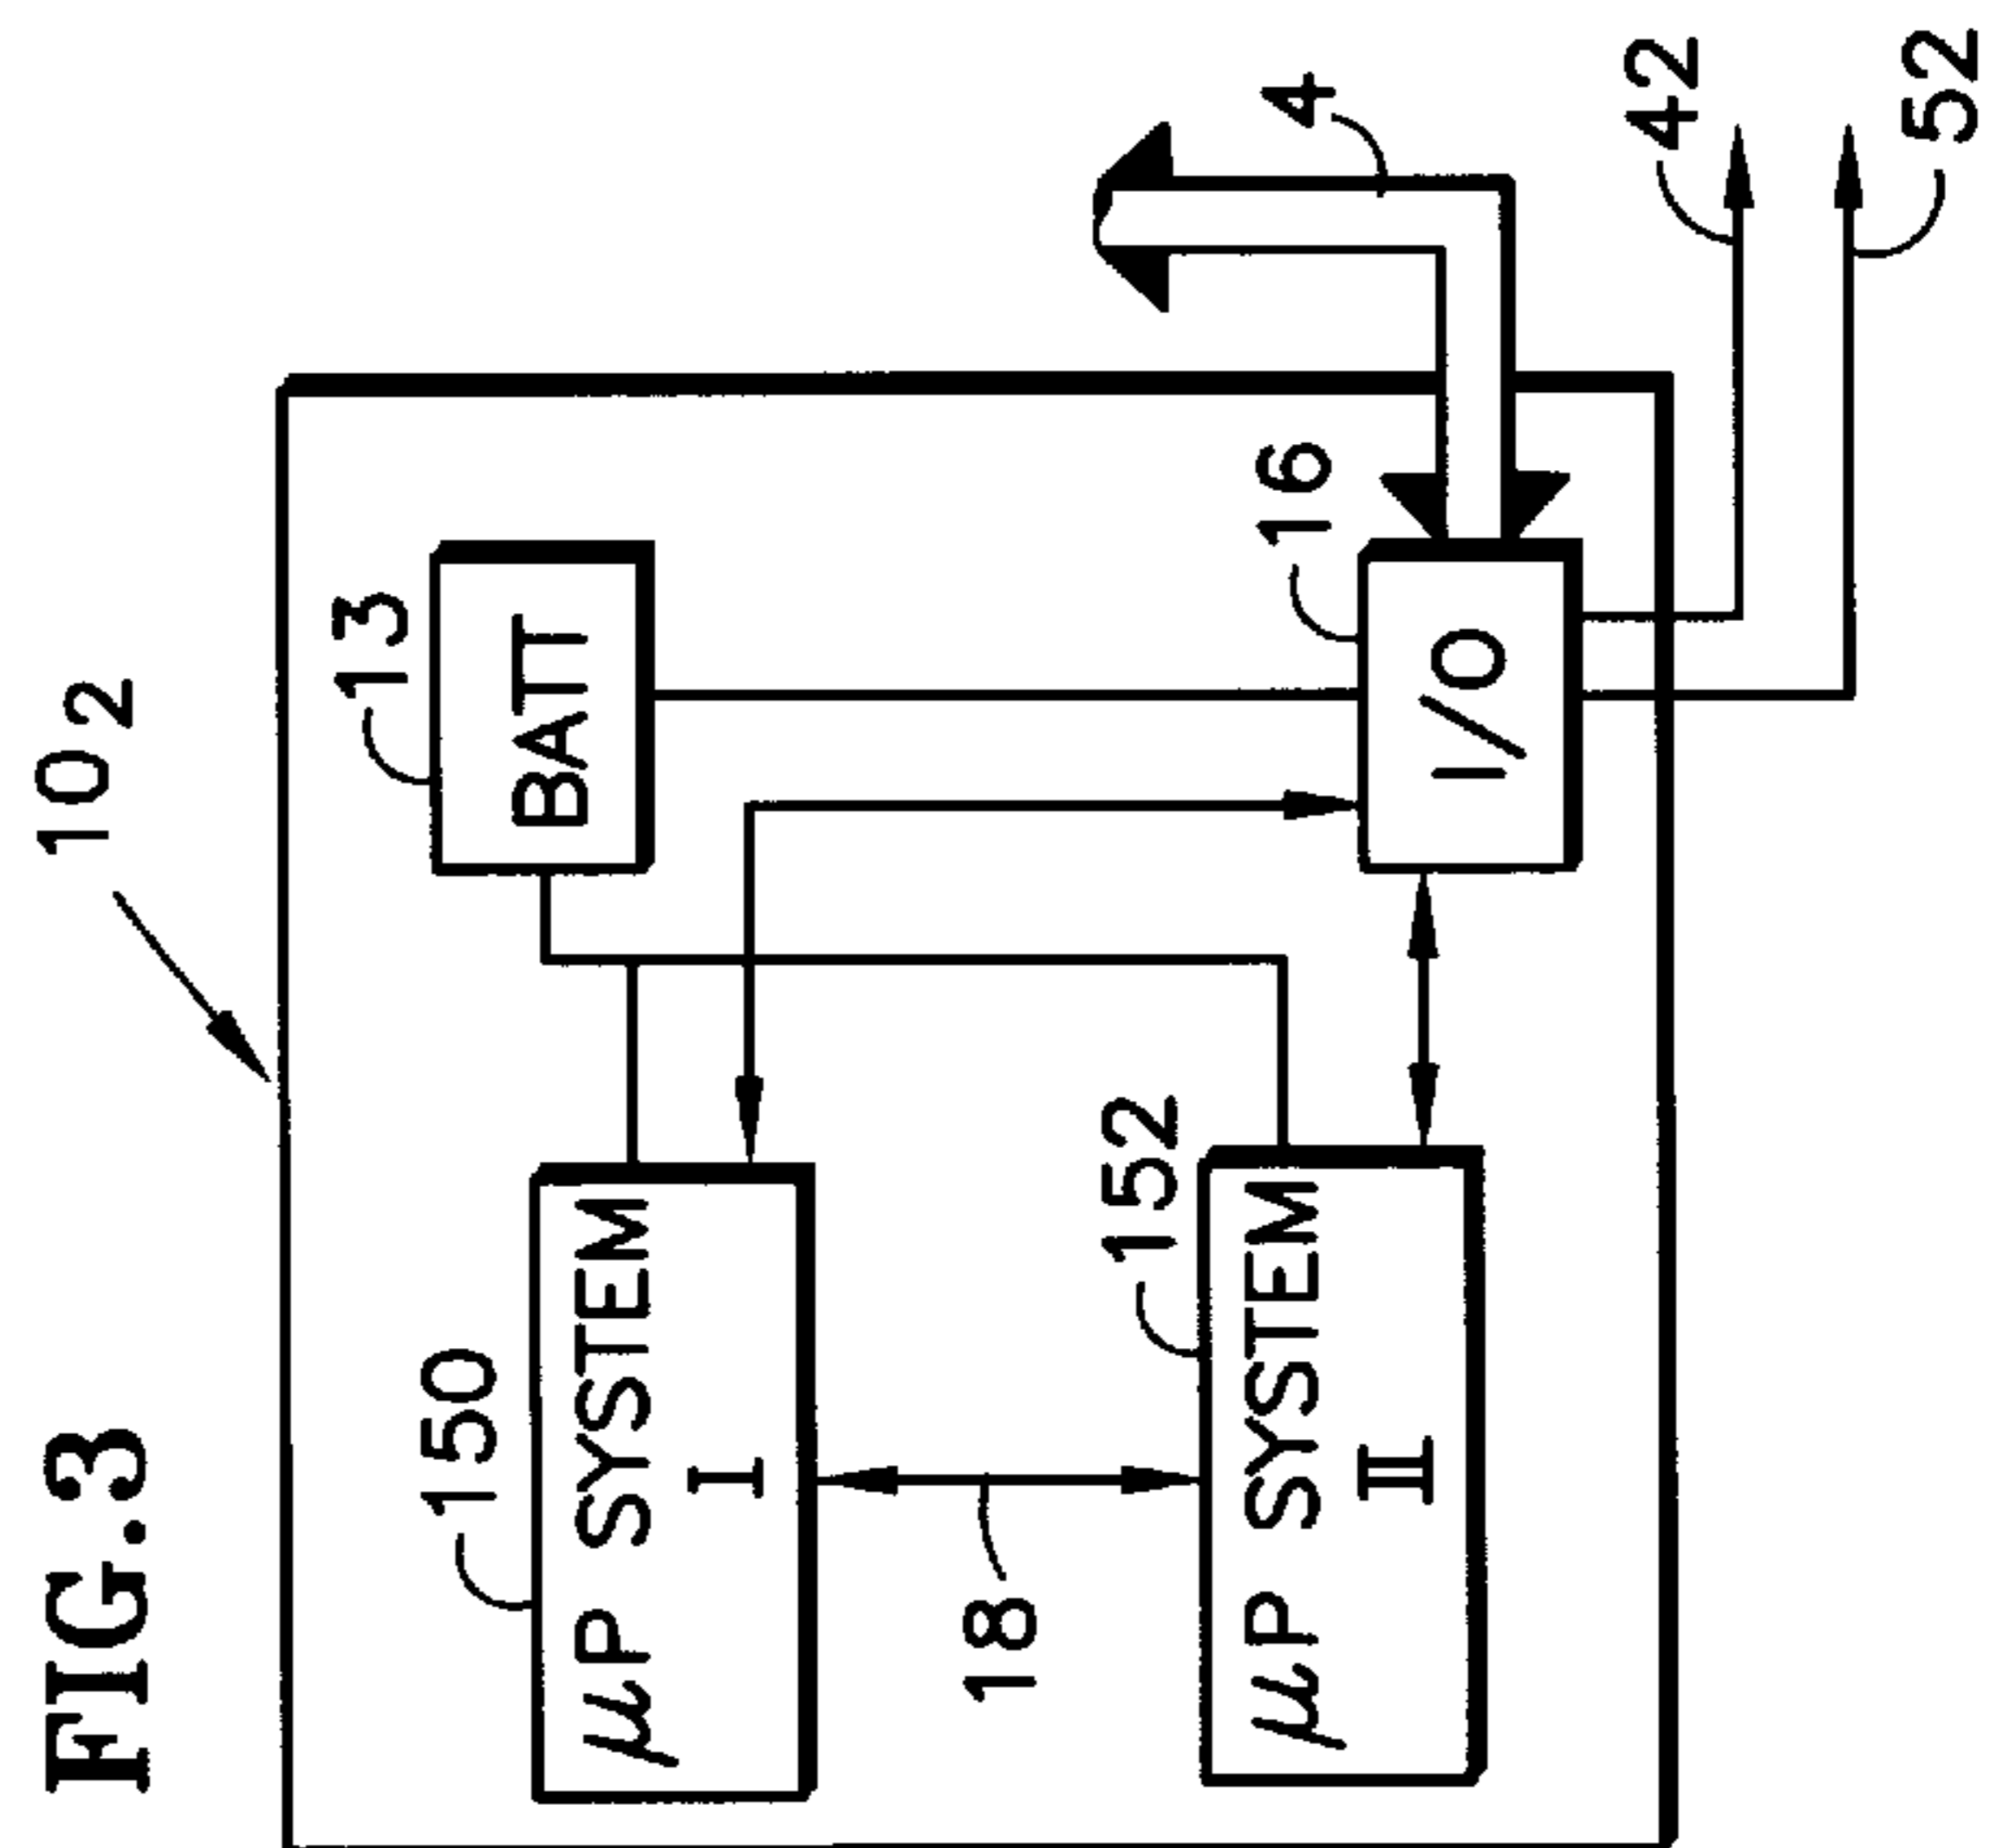 FIG.3
10₂
150
µP SYSTEM
I
13
BATT
18
152
µP SYSTEM
II
16
I/O
4
42
52